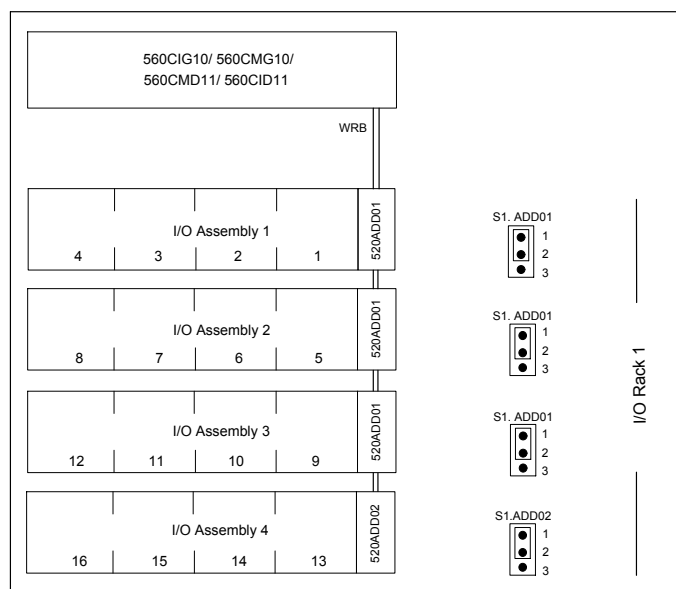 560CIG10/ 560CMG10/
560CMD11/ 560CID11
WRB
I/O Assembly 1
4 3 2 1
520ADD01
S1. ADD01
1
2
3
I/O Assembly 2
8 7 6 5
520ADD01
S1. ADD01
1
2
3
I/O Rack 1
I/O Assembly 3
12 11 10 9
520ADD01
S1. ADD01
1
2
3
I/O Assembly 4
16 15 14 13
520ADD02
S1.ADD02
1
2
3